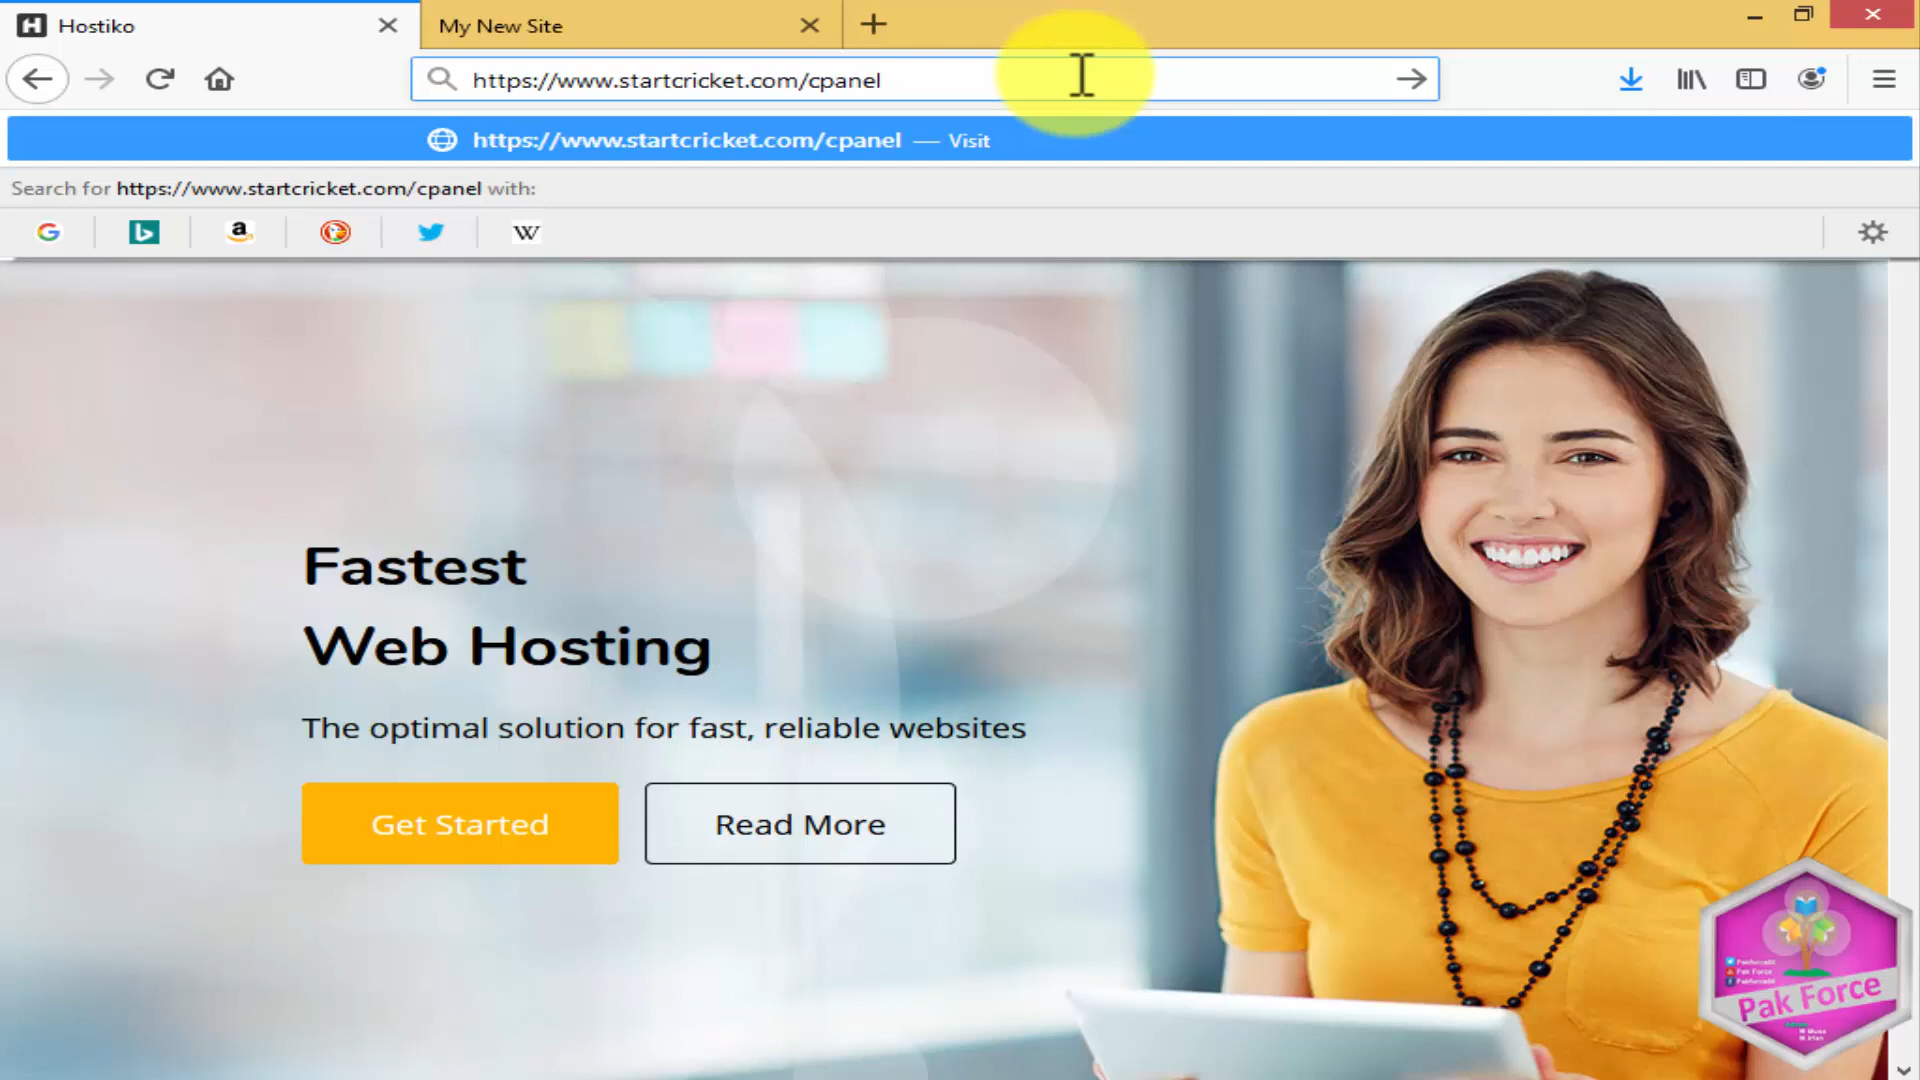 Hostiko
My New Site
https://www.startcricket.com/cpanel
https://www.startcricket.com/cpanel — Visit
Search for https://www.startcricket.com/cpanel with:
Fastest
Web Hosting
The optimal solution for fast, reliable websites
Get Started
Read More
Pak Force
Pak Force